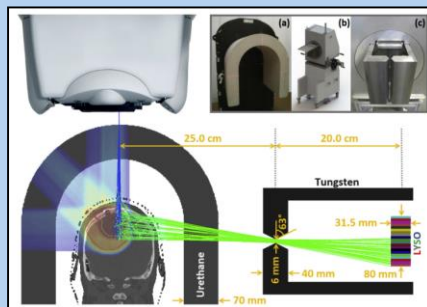 (a)
(b)
(c)
25.0 cm
20.0 cm
Tungsten
63°
31.5 mm
LYSO
6 mm
40 mm
80 mm
Urethane
70 mm